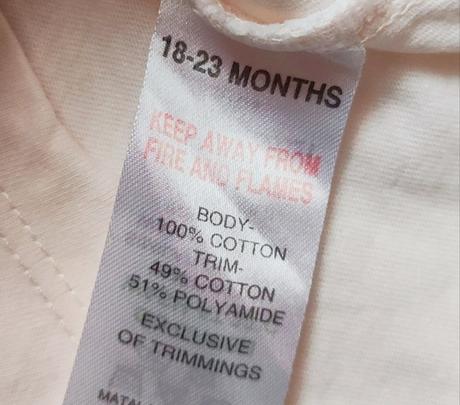 18-23 MONTHS
KEEP AWAY FROM
FIRE AND FLAMES
BODY-
100% COTTON
TRIM-
49% COTTON
51% POLYAMIDE
EXCLUSIVE
OF TRIMMINGS